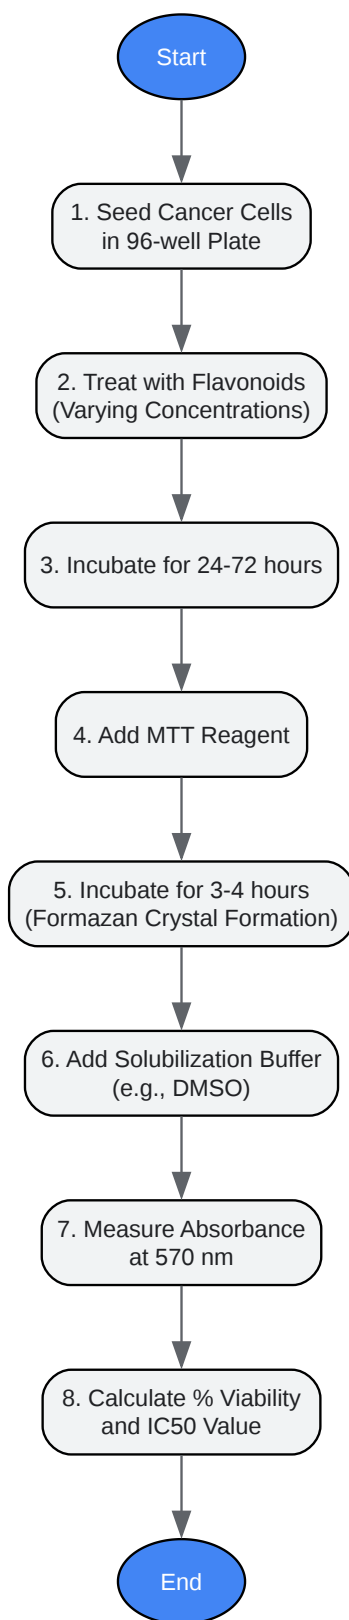 Start
1. Seed Cancer Cells
in 96-well Plate
2. Treat with Flavonoids
(Varying Concentrations)
3. Incubate for 24-72 hours
4. Add MTT Reagent
5. Incubate for 3-4 hours
(Formazan Crystal Formation)
6. Add Solubilization Buffer
(e.g., DMSO)
7. Measure Absorbance
at 570 nm
8. Calculate % Viability
and IC50 Value
End